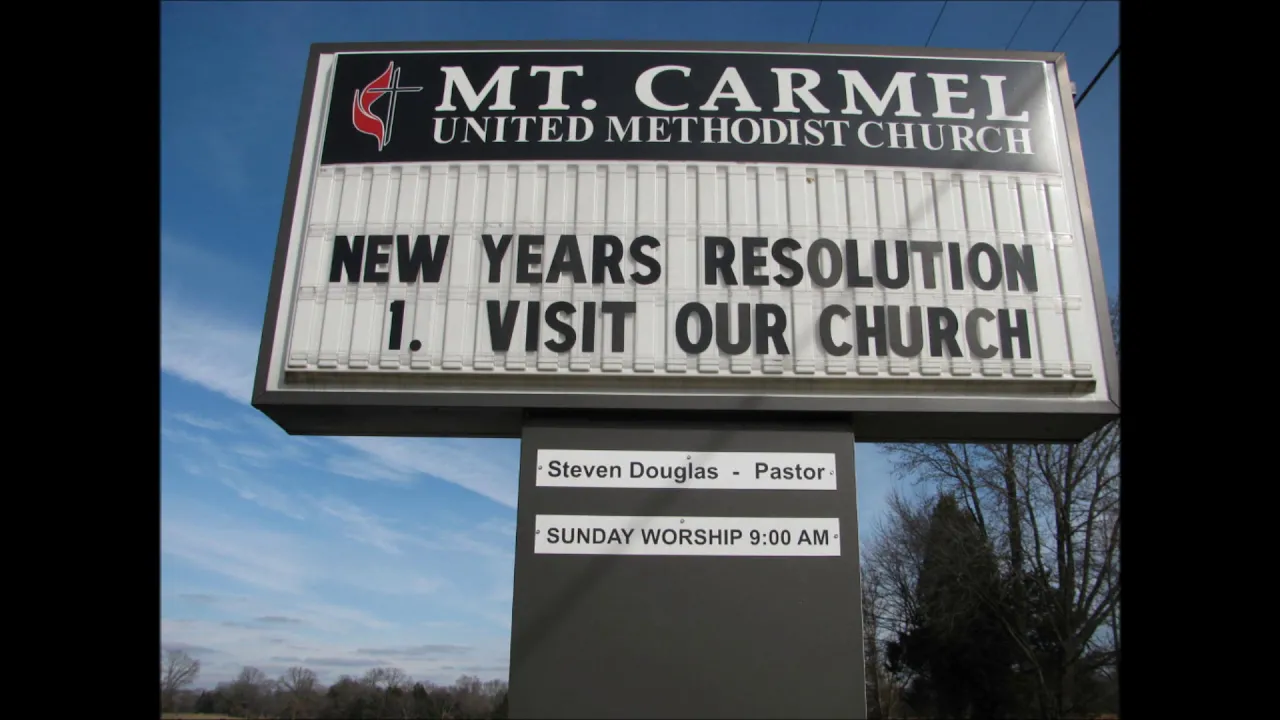 MT. CARMEL
UNITED METHODIST CHURCH
NEW YEARS RESOLUTION
1. VISIT OUR CHURCH
Steven Douglas - Pastor
SUNDAY WORSHIP 9:00 AM